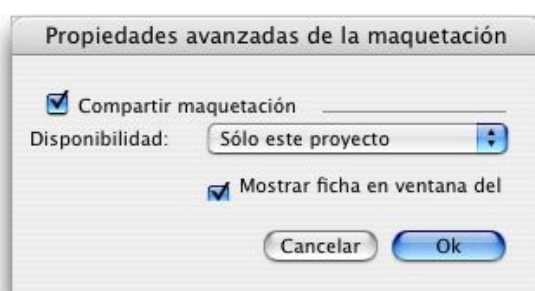 Propiedades avanzadas de la maquetación
Compartir maquetación
Disponibilidad: Sólo este proyecto
Mostrar ficha en ventana del
Cancelar Ok